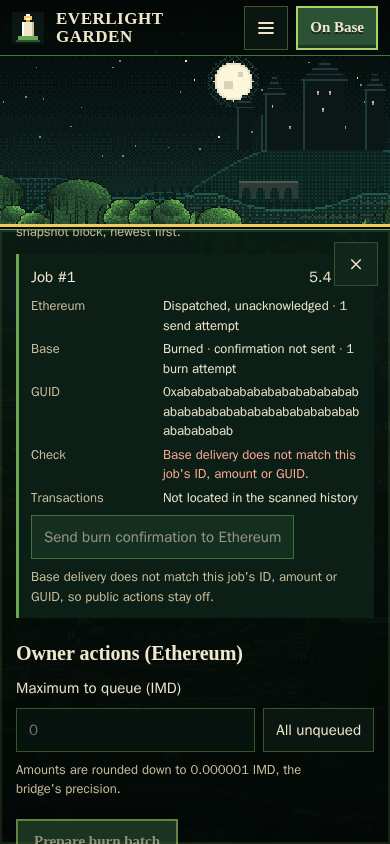 EVERLIGHT
GARDEN
On Base
snapshot block, newest first.
Job #1
5.4
Ethereum
Dispatched, unacknowledged · 1
send attempt
Base
Burned · confirmation not sent · 1
burn attempt
GUID
0xabababababababababababababab
ababababababababababababababab
ababababab
Check
Base delivery does not match this
job's ID, amount or GUID.
Transactions
Not located in the scanned history
Send burn confirmation to Ethereum
Base delivery does not match this job's ID, amount or
GUID, so public actions stay off.
Owner actions (Ethereum)
Maximum to queue (IMD)
0
All unqueued
Amounts are rounded down to 0.000001 IMD, the
bridge's precision.
Prepare burn batch